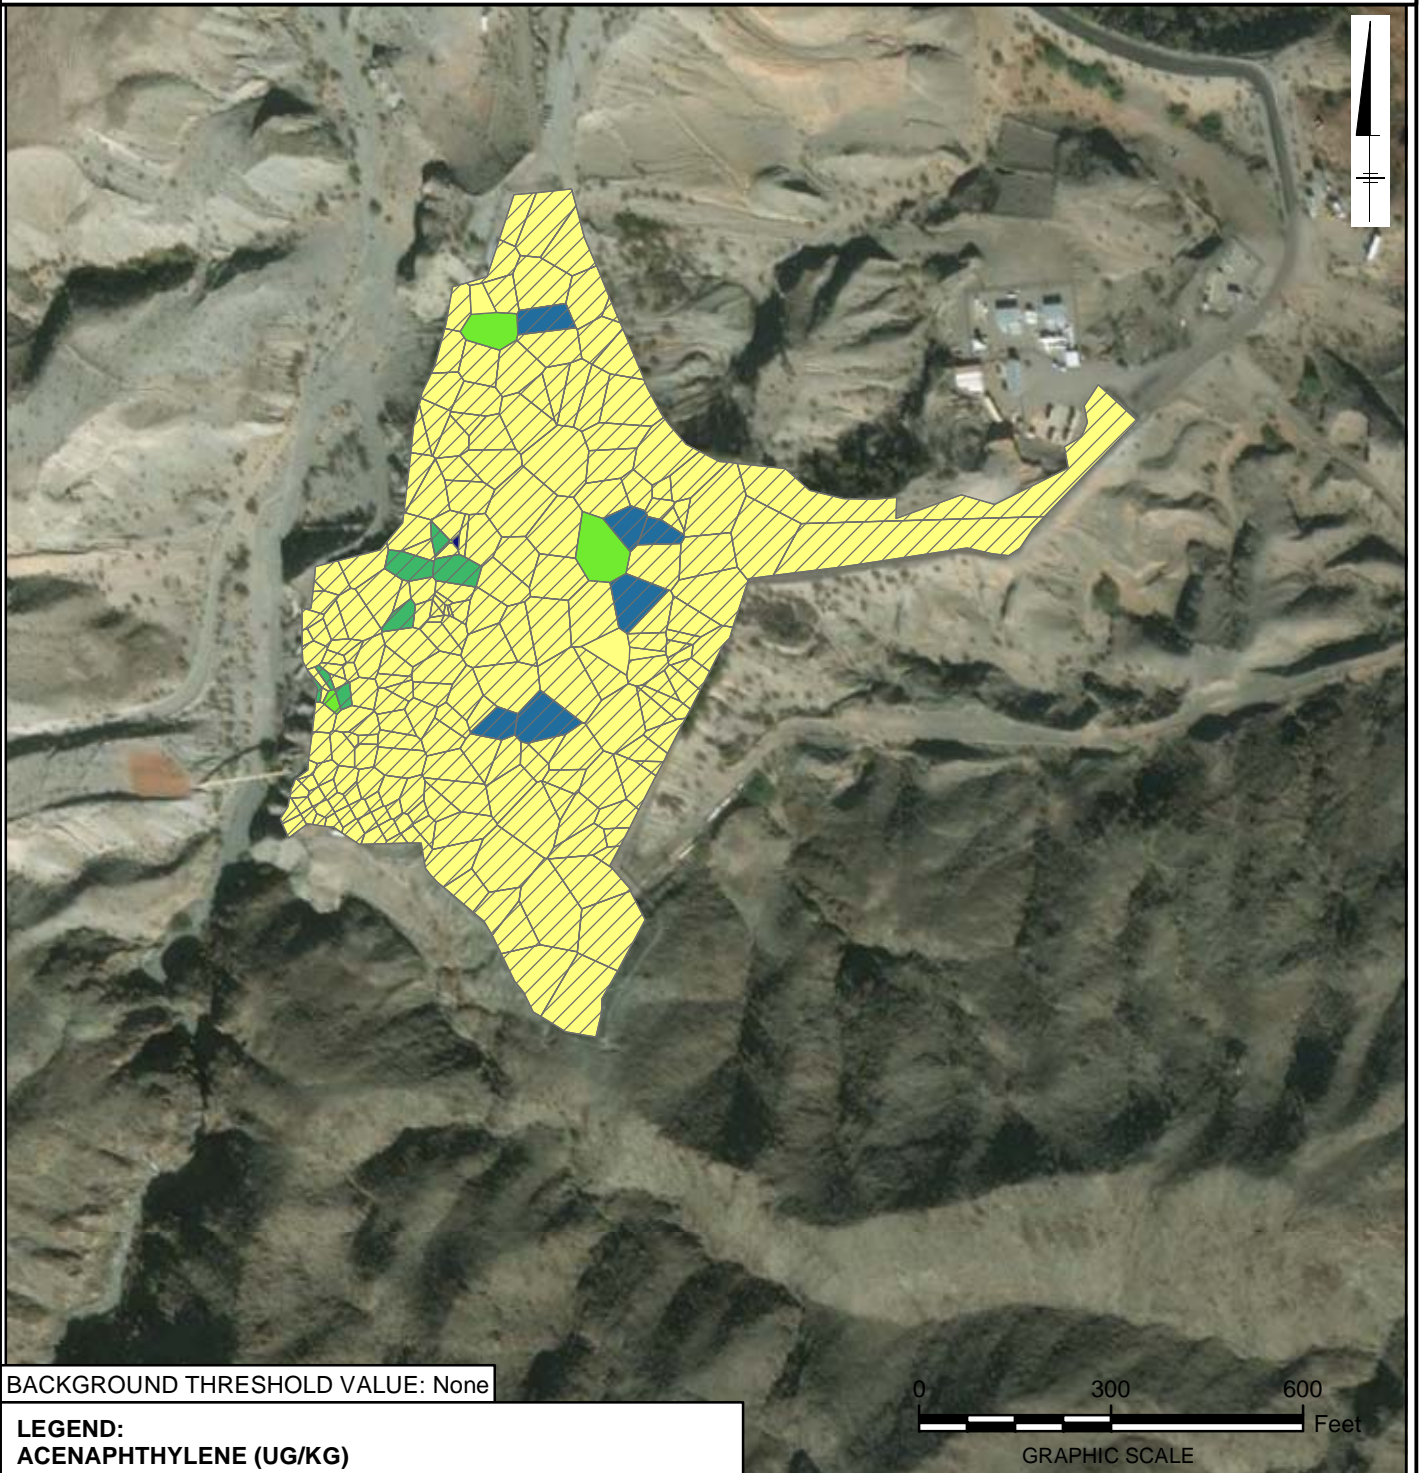 BACKGROUND THRESHOLD VALUE: None
LEGEND:
ACENAPHTHYLENE (UG/KG)
0 300 600
Feet
GRAPHIC SCALE